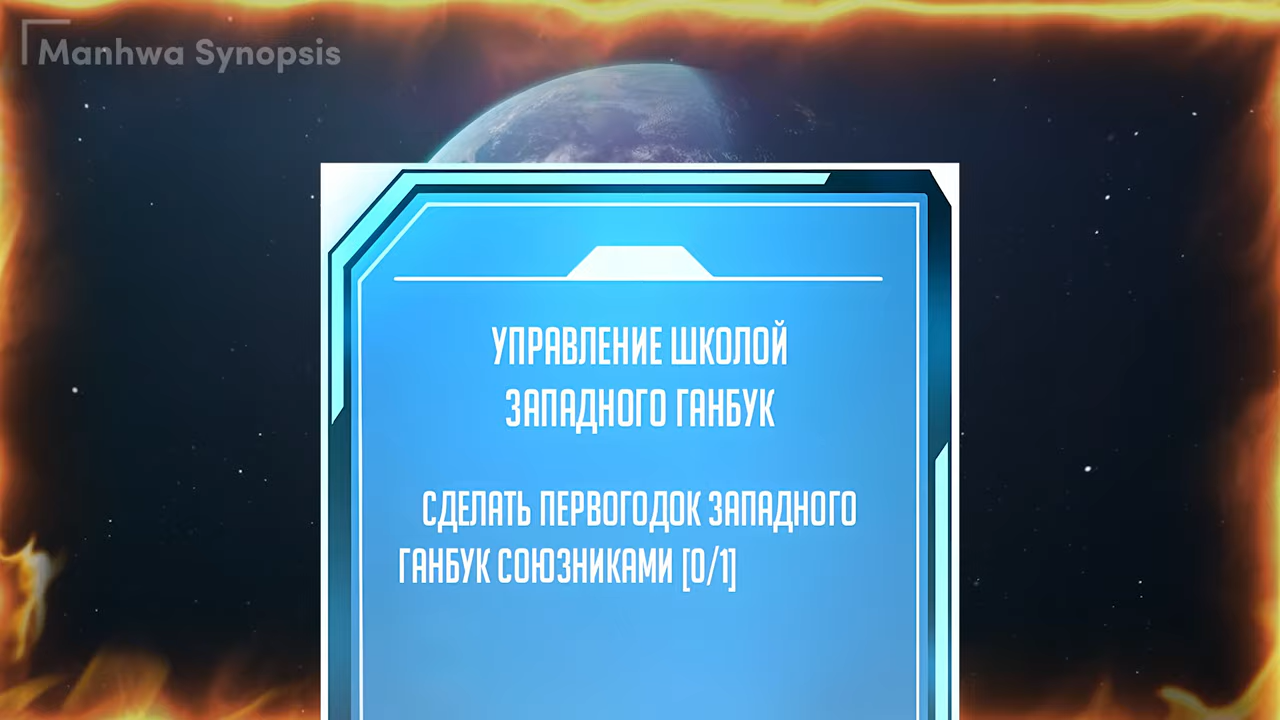 Manhwa Synopsis
УПРАВЛЕНИЕ ШКОЛОЙ
ЗАПАДНОГО ГАНБУК
СДЕЛАТЬ ПЕРВОГОДОК ЗАПАДНОГО
ГАНБУК СОЮЗНИКАМИ [0/1]